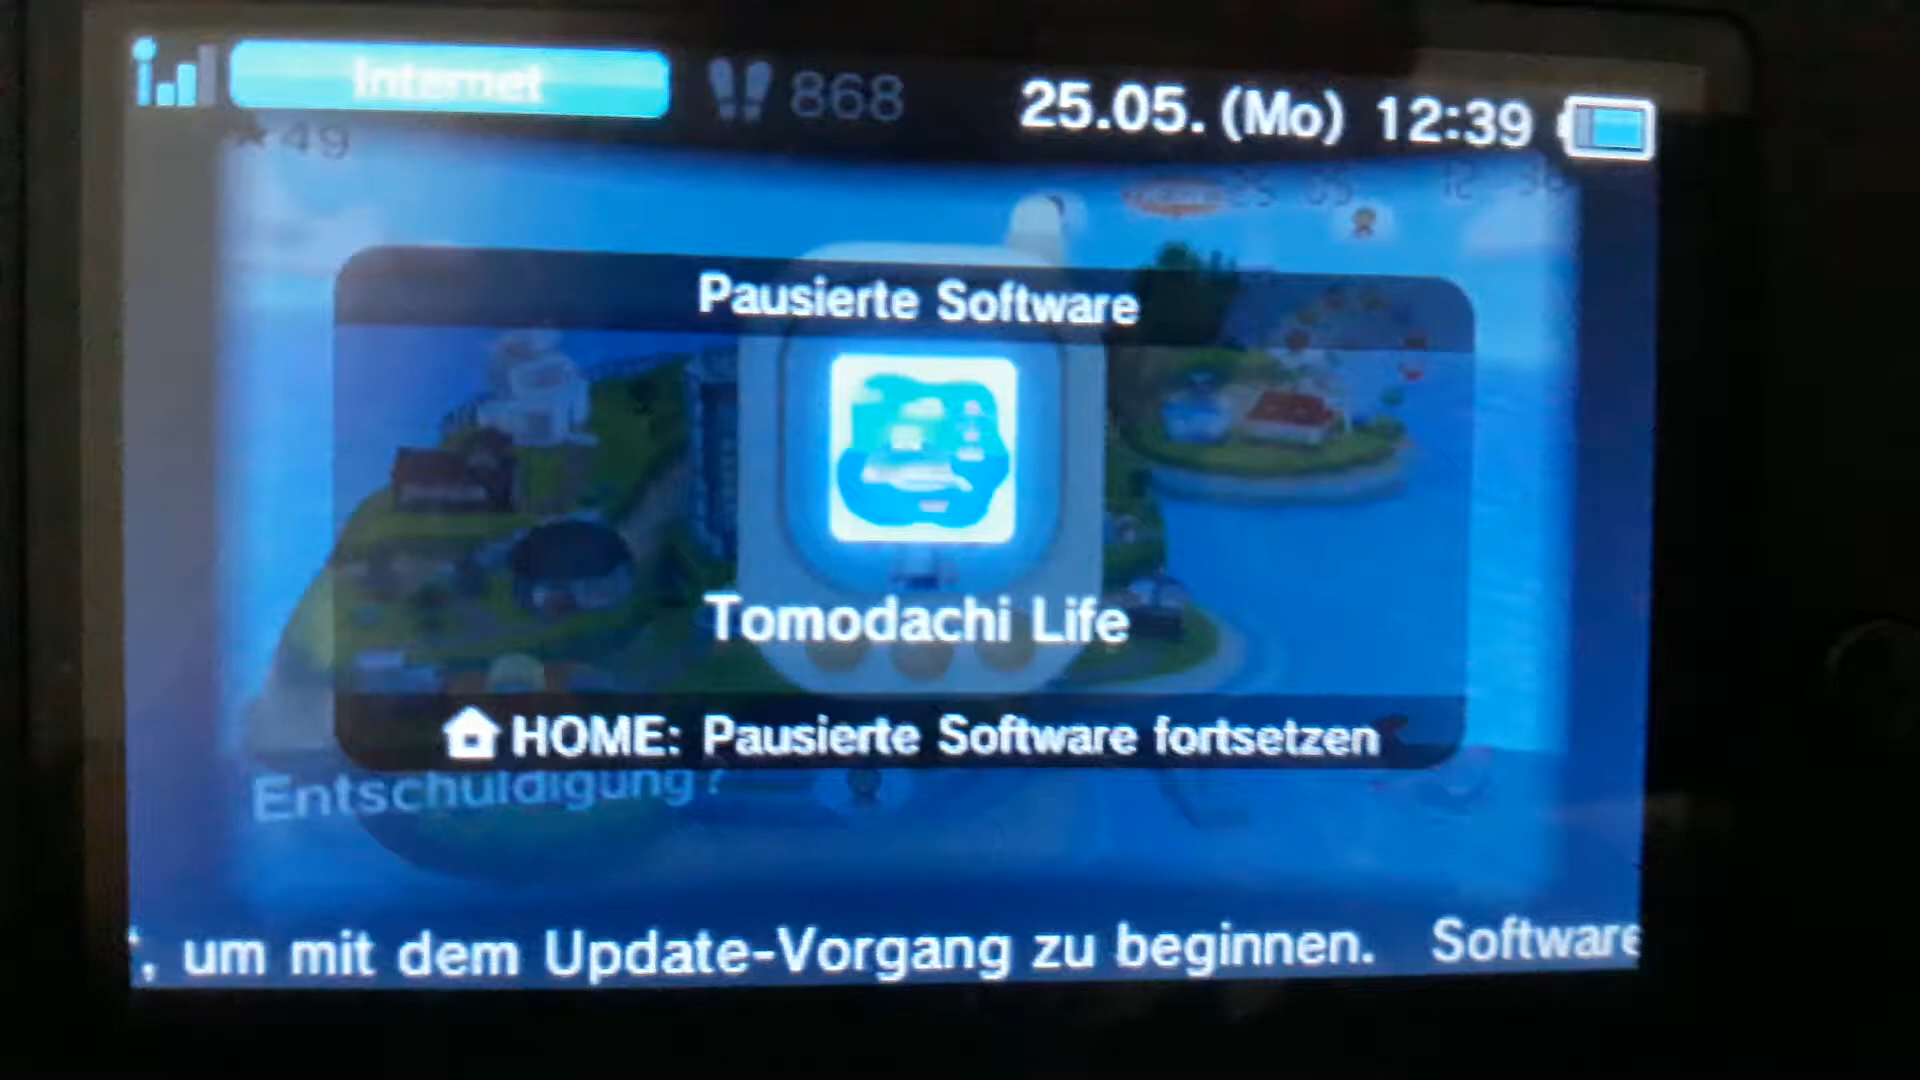 Internet 868 25.05. (Mo) 12:39
49
Pausierte Software
Tomodachi Life
HOME: Pausierte Software fortsetzen
Entschuldigung?
, um mit dem Update-Vorgang zu beginnen. Software